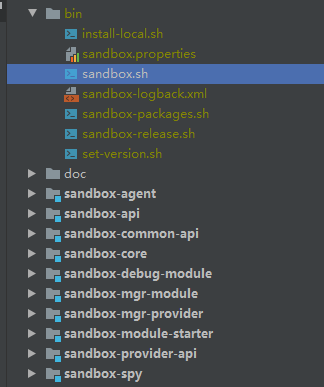 bin
install-local.sh
sandbox.properties
sandbox.sh
sandbox-logback.xml
sandbox-packages.sh
sandbox-release.sh
set-version.sh
doc
sandbox-agent
sandbox-api
sandbox-common-api
sandbox-core
sandbox-debug-module
sandbox-mgr-module
sandbox-mgr-provider
sandbox-module-starter
sandbox-provider-api
sandbox-spy